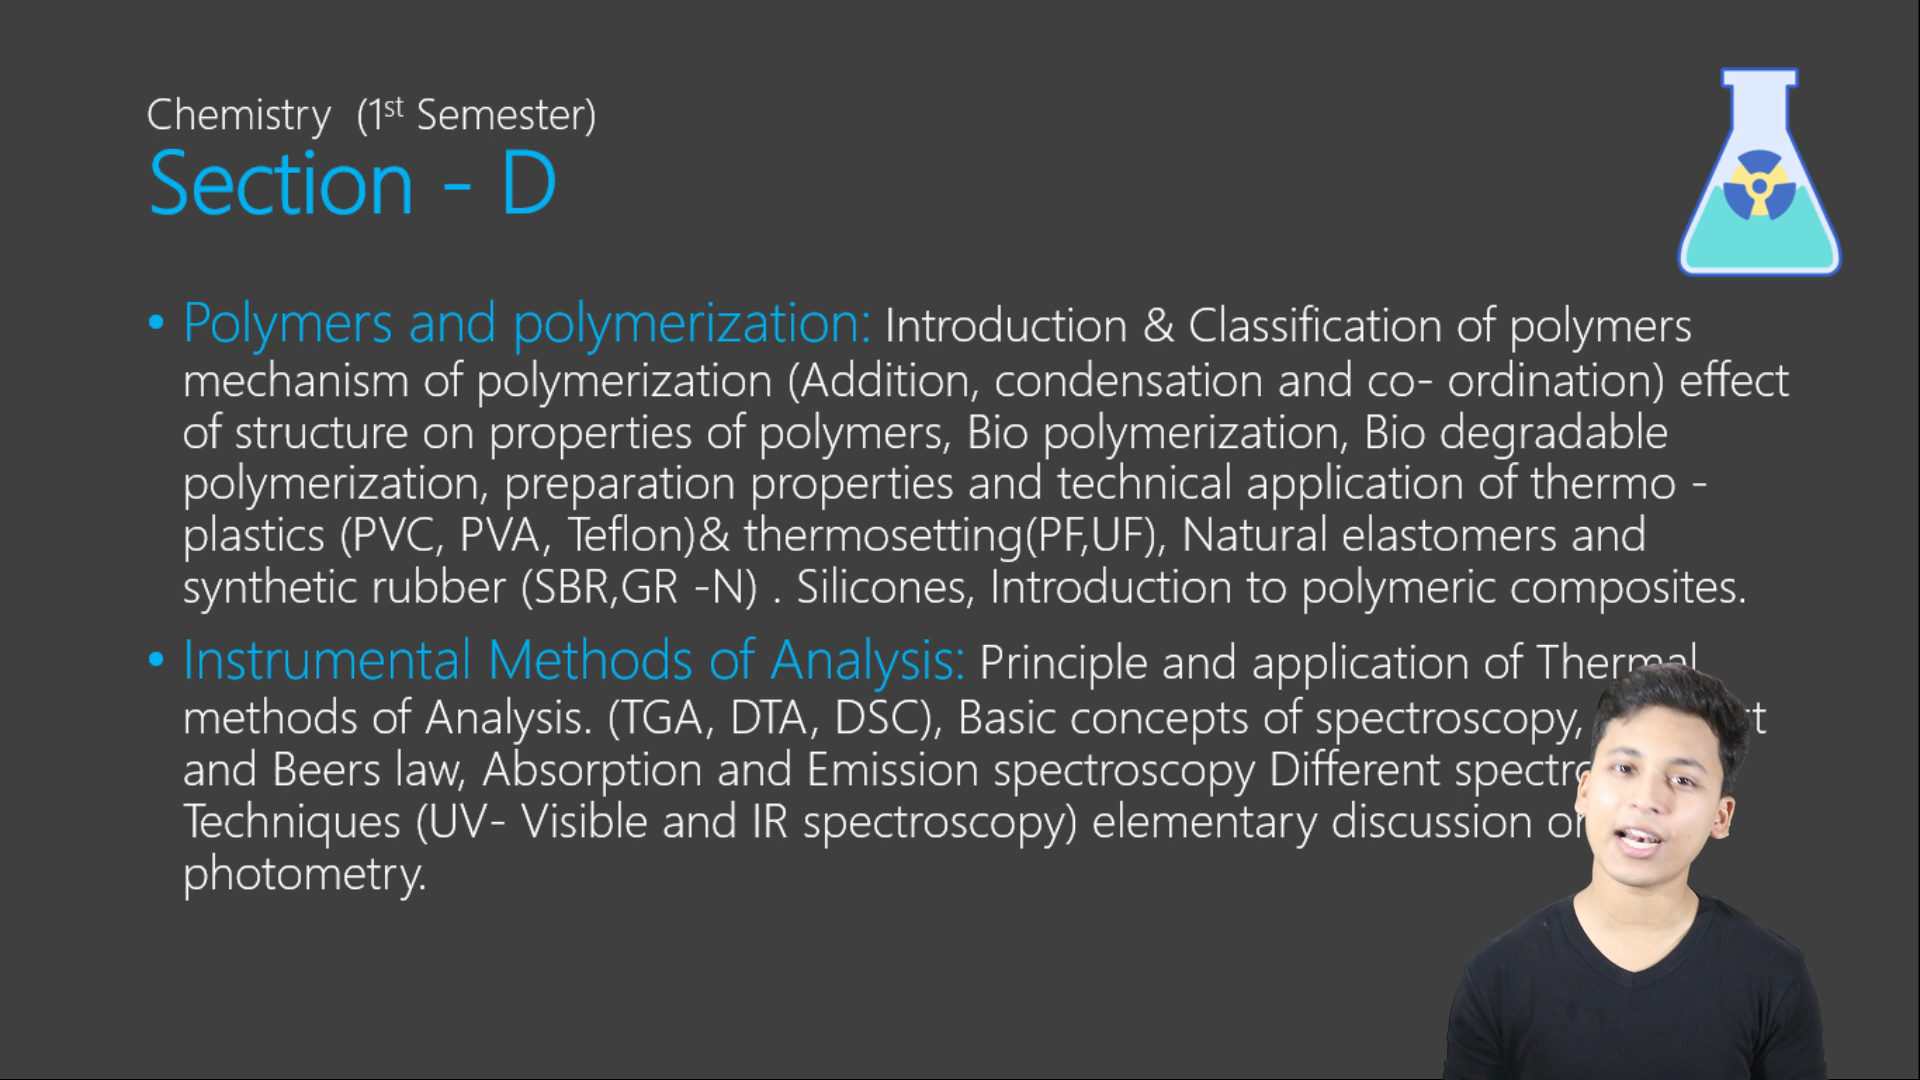 Chemistry (1st Semester)
Section - D
• Polymers and polymerization: Introduction & Classification of polymers
mechanism of polymerization (Addition, condensation and co- ordination) effect
of structure on properties of polymers, Bio polymerization, Bio degradable
polymerization, preparation properties and technical application of thermo -
plastics (PVC, PVA, Teflon)& thermosetting(PF,UF), Natural elastomers and
synthetic rubber (SBR,GR -N) . Silicones, Introduction to polymeric composites.
• Instrumental Methods of Analysis: Principle and application of Thermal
methods of Analysis. (TGA, DTA, DSC), Basic concepts of spectroscopy,
and Beers law, Absorption and Emission spectroscopy Different
Techniques (UV- Visible and IR spectroscopy) elementary discussion
photometry.